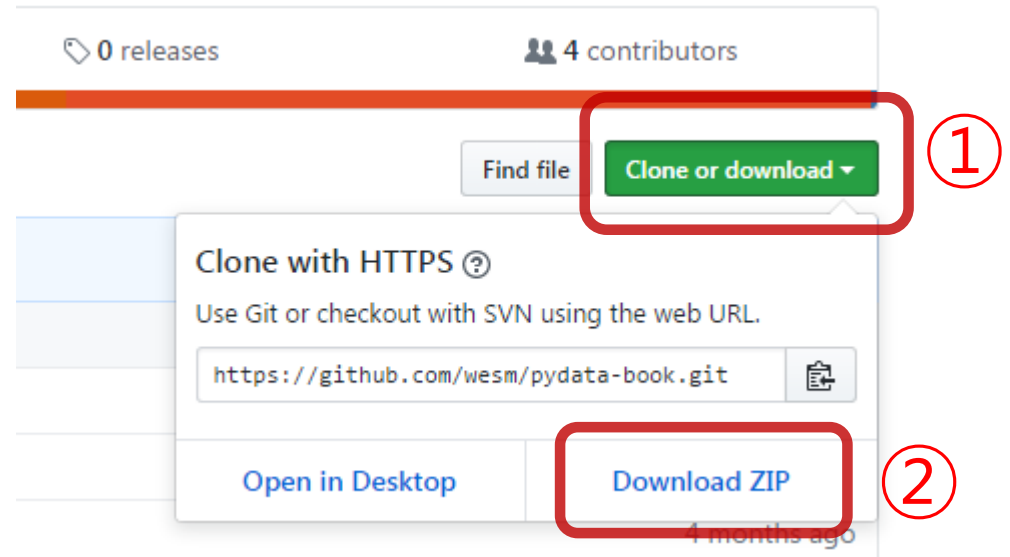 0 releases
4 contributors
Find file
Clone or download
①
Clone with HTTPS
Use Git or checkout with SVN using the web URL.
https://github.com/wesm/pydata-book.git
Open in Desktop
Download ZIP
②
4 months ago